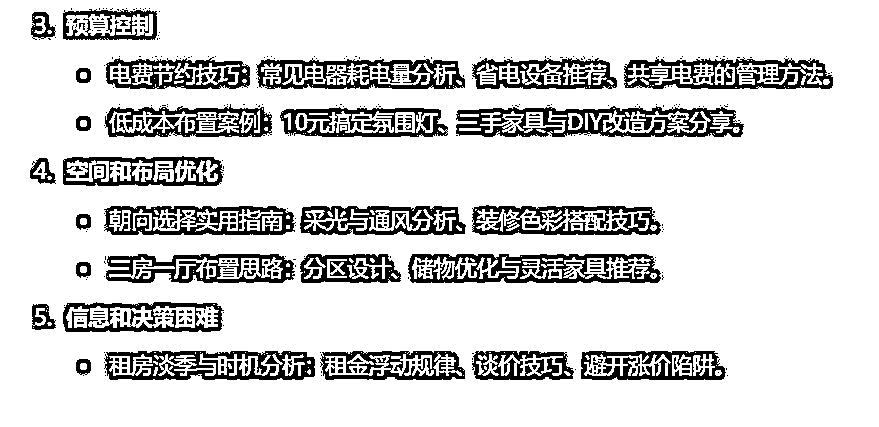 3. 预算控制
电费节约技巧：常见电器耗电量分析、省电设备推荐、共享电费的管理方法。
低成本布置案例：10元搞定氛围灯、二手家具与DIY改造方案分享。
4. 空间和布局优化
朝向选择实用指南：采光与通风分析、装修色彩搭配技巧。
三房一厅布置思路：分区设计、储物优化与灵活家具推荐。
5. 信息和决策困难
租房淡季与时机分析：租金浮动规律、谈价技巧、避开涨价陷阱。